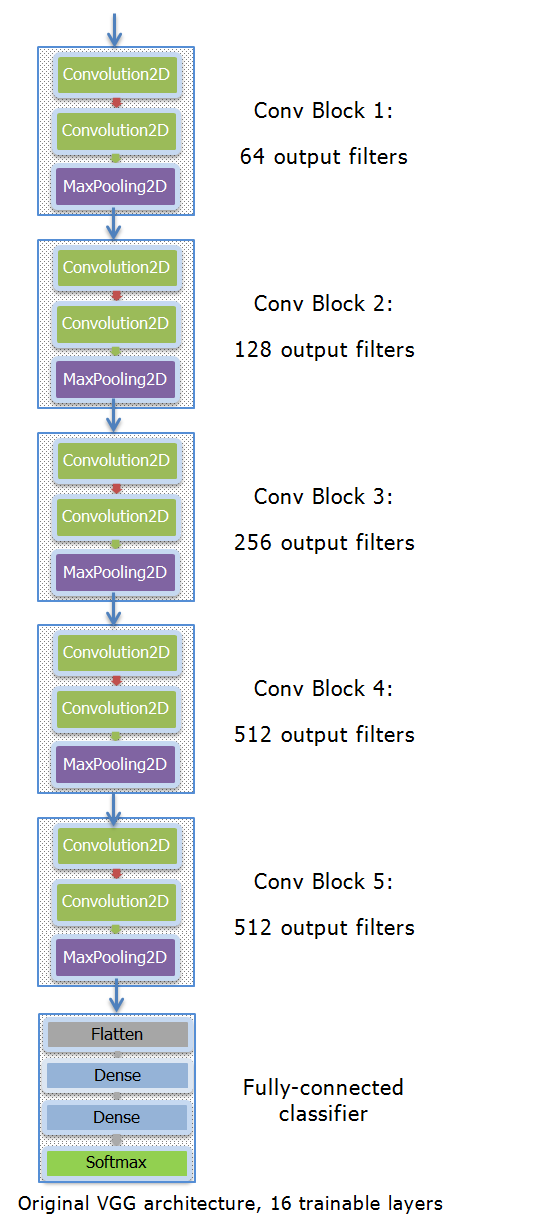 Convolution2D
Convolution2D
MaxPooling2D
Conv Block 1:
64 output filters
Convolution2D
Convolution2D
MaxPooling2D
Conv Block 2:
128 output filters
Convolution2D
Convolution2D
MaxPooling2D
Conv Block 3:
256 output filters
Convolution2D
Convolution2D
MaxPooling2D
Conv Block 4:
512 output filters
Convolution2D
Convolution2D
MaxPooling2D
Conv Block 5:
512 output filters
Flatten
Dense
Dense
Softmax
Fully-connected
classifier
Original VGG architecture, 16 trainable layers